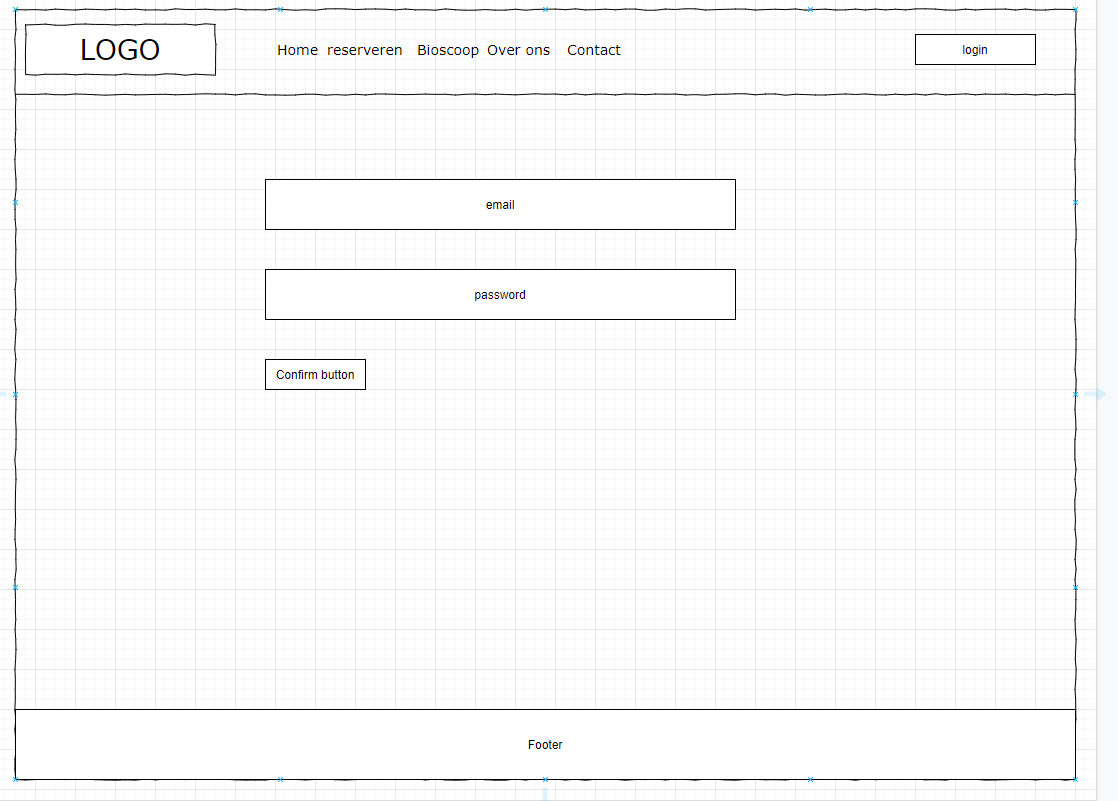 LOGO
Home reserveren Bioscoop Over ons Contact
login
email
password
Confirm button
Footer